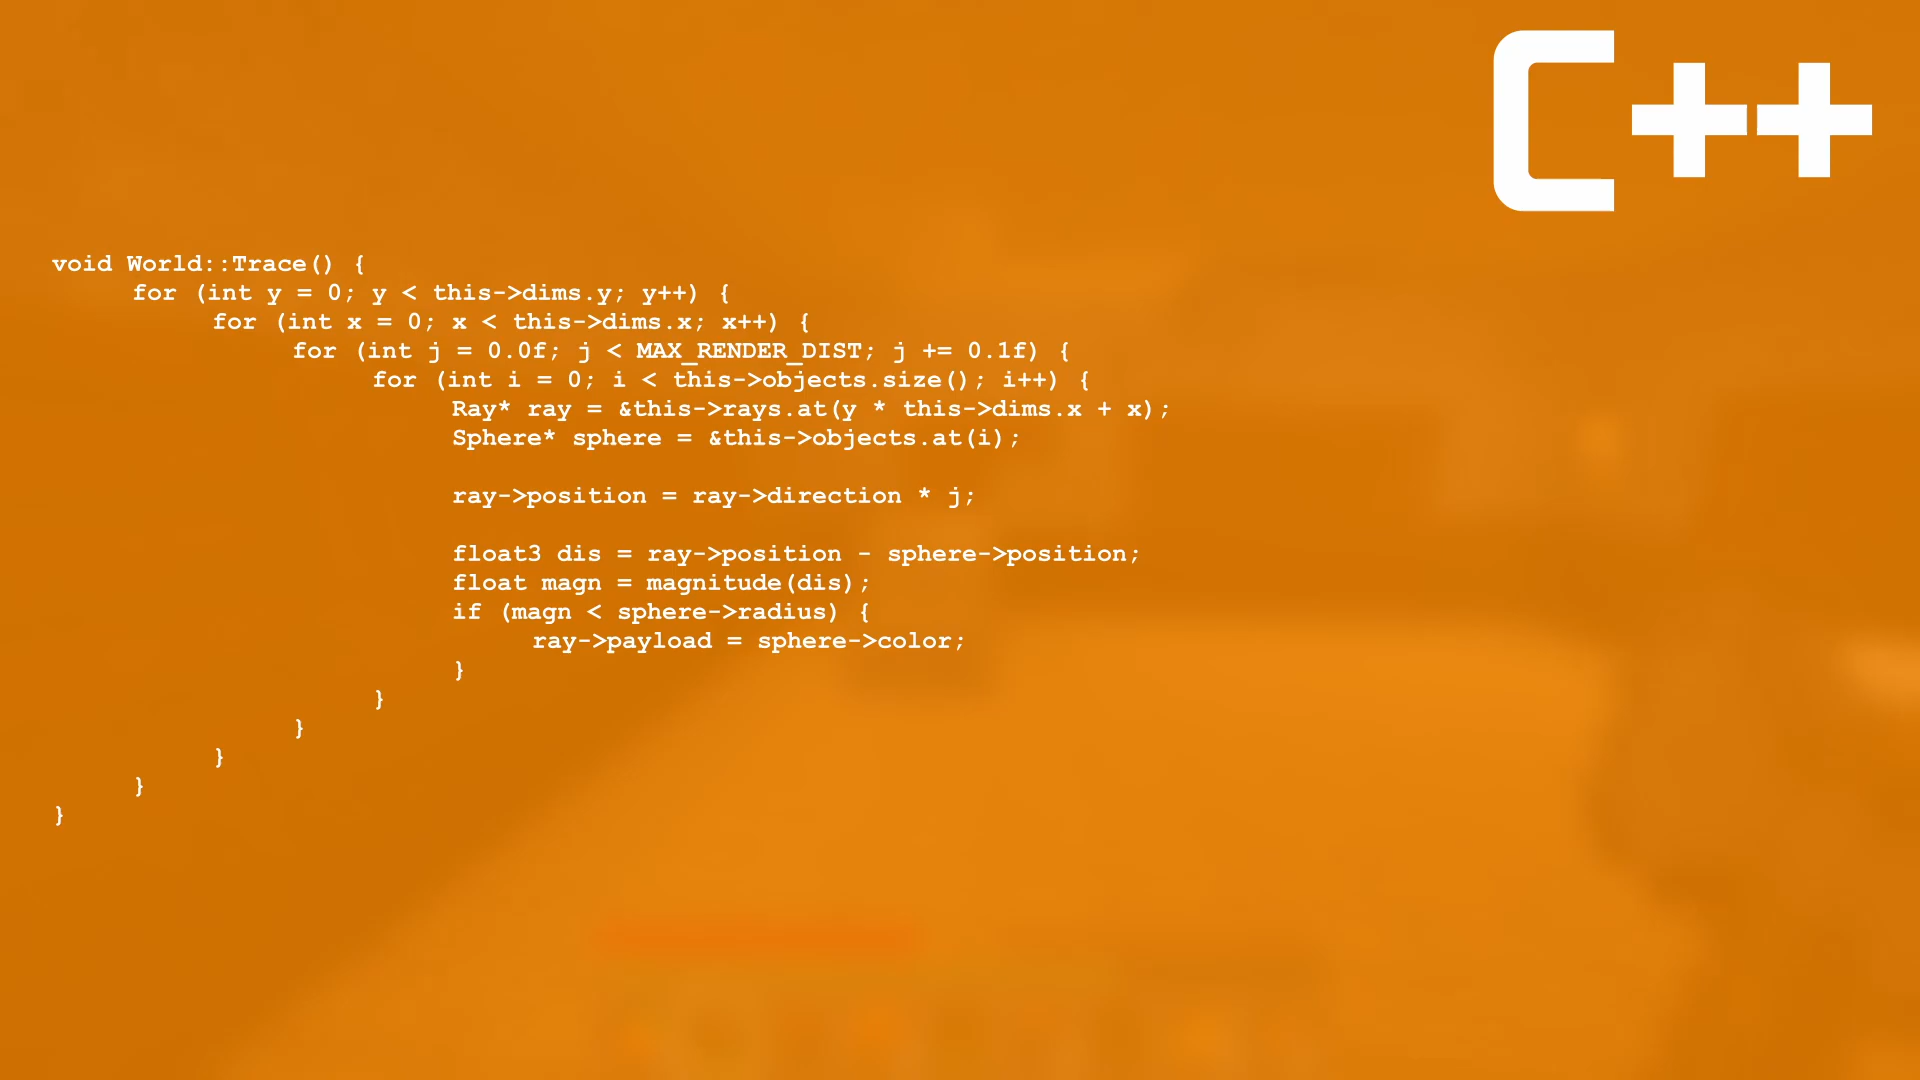 C++
void World::Trace() {
for (int y = 0; y < this->dims.y; y++) {
for (int x = 0; x < this->dims.x; x++) {
for (int j = 0.0f; j < MAX_RENDER_DIST; j += 0.1f) {
for (int i = 0; i < this->objects.size(); i++) {
Ray* ray = &this->rays.at(y * this->dims.x + x);
Sphere* sphere = &this->objects.at(i);
ray->position = ray->direction * j;
float3 dis = ray->position - sphere->position;
float magn = magnitude(dis);
if (magn < sphere->radius) {
ray->payload = sphere->color;
}
}
}
}
}
}